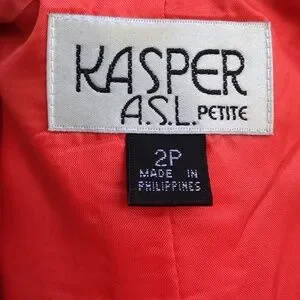 KASPER
A.S.L. PETITE
2P
MADE IN
PHILIPPINES